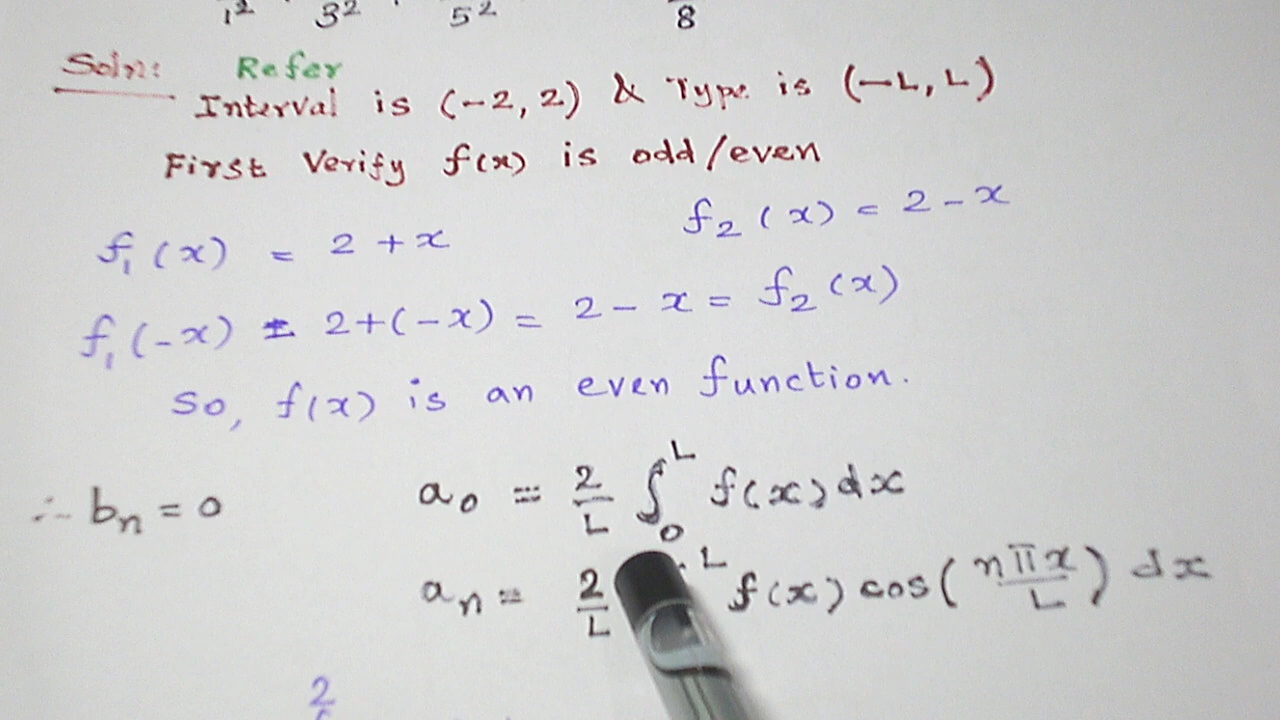 1² 3² 5² 8
Soln: Refer
Interval is (-2, 2) & Type is (-L, L)
First Verify f(x) is odd/even
f₁(x) = 2 + x f₂(x) = 2 - x
f₁(-x) = 2+(-x) = 2 - x = f₂(x)
So, f(x) is an even function.
∴ bₙ = 0 a₀ = 2/L ∫₀ᴸ f(x) dx
aₙ = 2/L L f(x) cos(nπx/L) dx
2